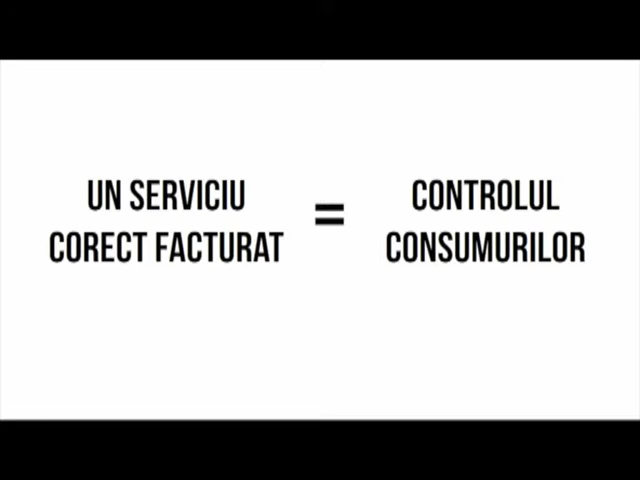 UN SERVICIU
CORECT FACTURAT
=
CONTROLUL
CONSUMURILOR